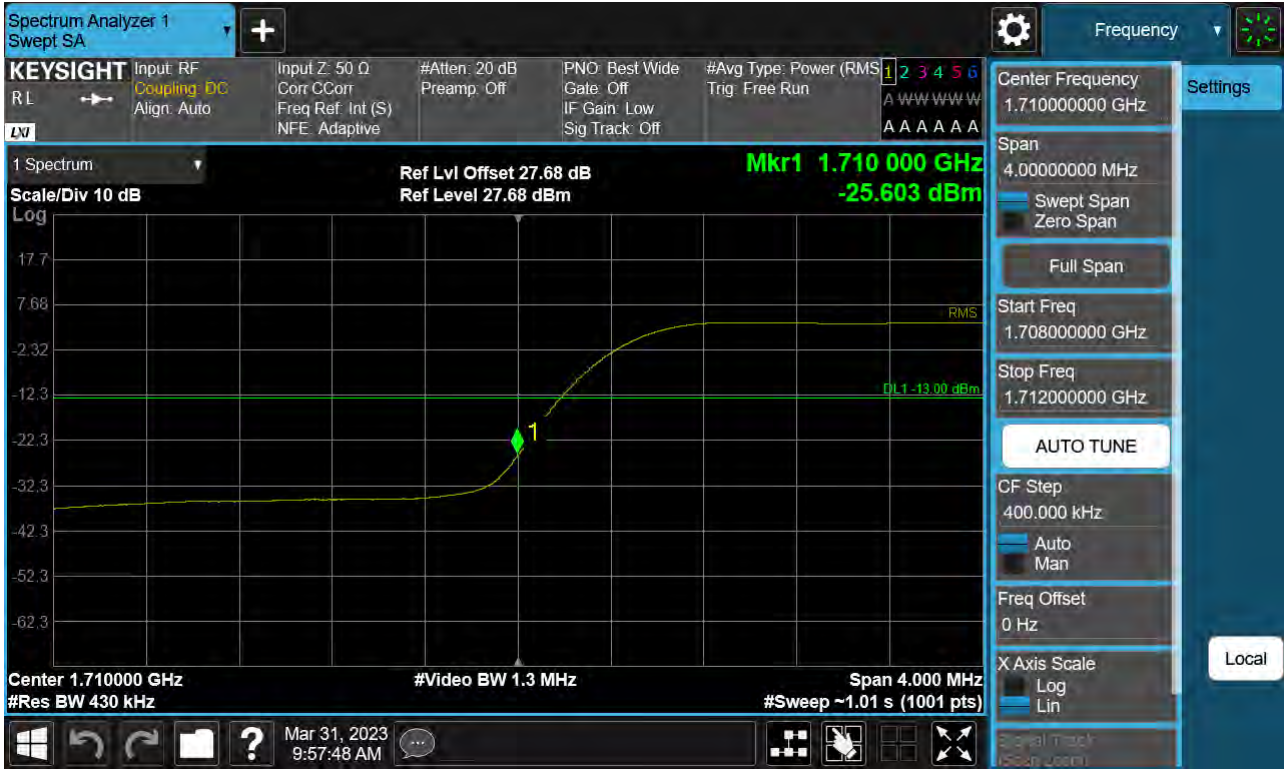 Spectrum Analyzer 1
Swept SA
+
Frequency
KEYSIGHT
RL
LXI
Input: RF
Coupling: DC
Align: Auto
Input Z: 50 Ω
Corr CCorr
Freq Ref: Int (S)
NFE: Adaptive
#Atten: 20 dB
Preamp: Off
PNO: Best Wide
Gate: Off
IF Gain: Low
Sig Track: Off
#Avg Type: Power (RMS
Trig: Free Run
1 2 3 4 5 6
A W W W W W
A A A A A A
1 Spectrum
Scale/Div 10 dB
Log
Ref Lvl Offset 27.68 dB
Ref Level 27.68 dBm
Mkr1 1.710 000 GHz
-25.603 dBm
17.7
7.68
-2.32
-12.3
-22.3
-32.3
-42.3
-52.3
-62.3
RMS
DL1 -13.00 dBm
1
Center 1.710000 GHz
#Res BW 430 kHz
#Video BW 1.3 MHz
Span 4.000 MHz
#Sweep ~1.01 s (1001 pts)
Center Frequency
1.710000000 GHz
Span
4.00000000 MHz
Swept Span
Zero Span
Full Span
Start Freq
1.708000000 GHz
Stop Freq
1.712000000 GHz
AUTO TUNE
CF Step
400.000 kHz
Auto
Man
Freq Offset
0 Hz
X Axis Scale
Log
Lin
Signal Track
(Span Zoom)
Settings
Local
?
Mar 31, 2023
9:57:48 AM